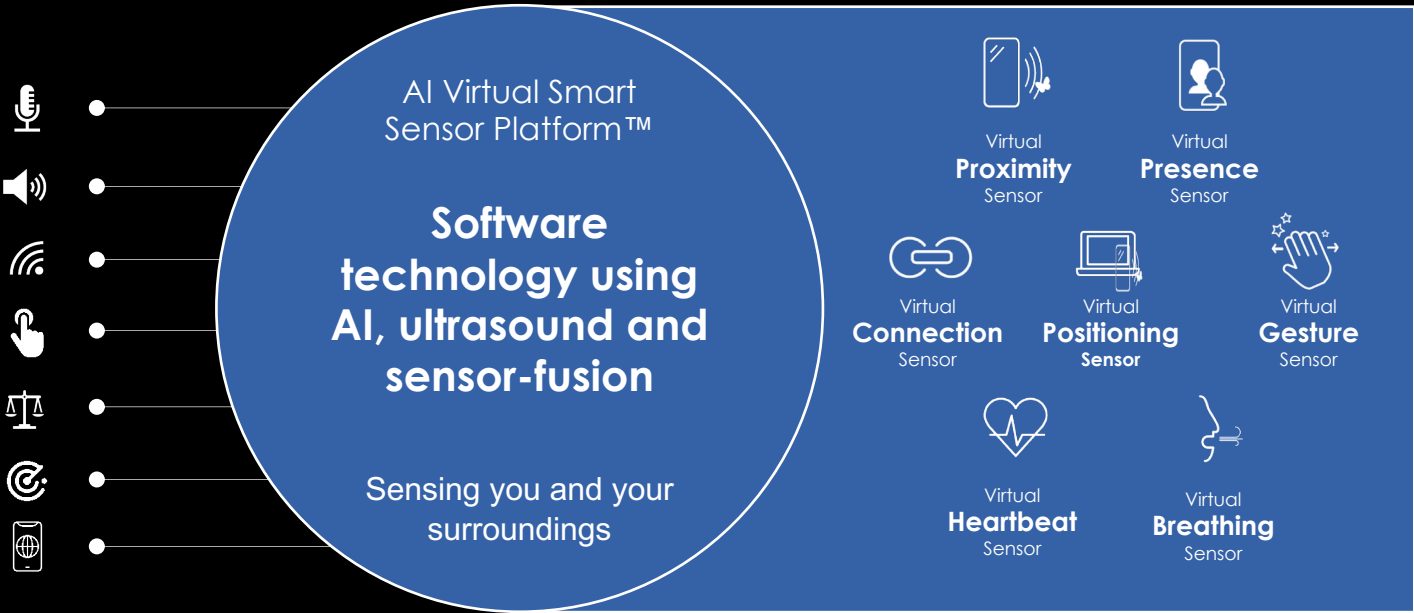 AI Virtual Smart
Sensor Platform™
Software
technology using
AI, ultrasound and
sensor-fusion
Sensing you and your
surroundings
Virtual
Proximity
Sensor
Virtual
Presence
Sensor
Virtual
Connection
Sensor
Virtual
Positioning
Sensor
Virtual
Gesture
Sensor
Virtual
Heartbeat
Sensor
Virtual
Breathing
Sensor